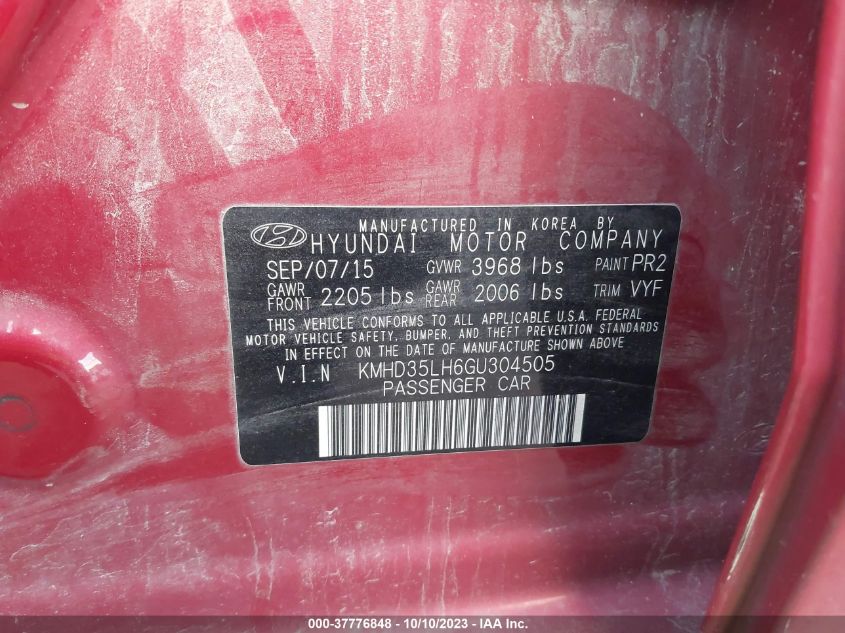 MANUFACTURED IN KOREA BY
HYUNDAI MOTOR COMPANY
SEP/07/15 GVWR 3968 lbs PAINT PR2
GAWR FRONT 2205 lbs GAWR REAR 2006 lbs TRIM VYF
THIS VEHICLE CONFORMS TO ALL APPLICABLE U.S.A. FEDERAL
MOTOR VEHICLE SAFETY, BUMPER, AND THEFT PREVENTION STANDARDS
IN EFFECT ON THE DATE OF MANUFACTURE SHOWN ABOVE
V.I.N KMHD35LH6GU304505
PASSENGER CAR
000-37776848 - 10/10/2023 - IAA Inc.